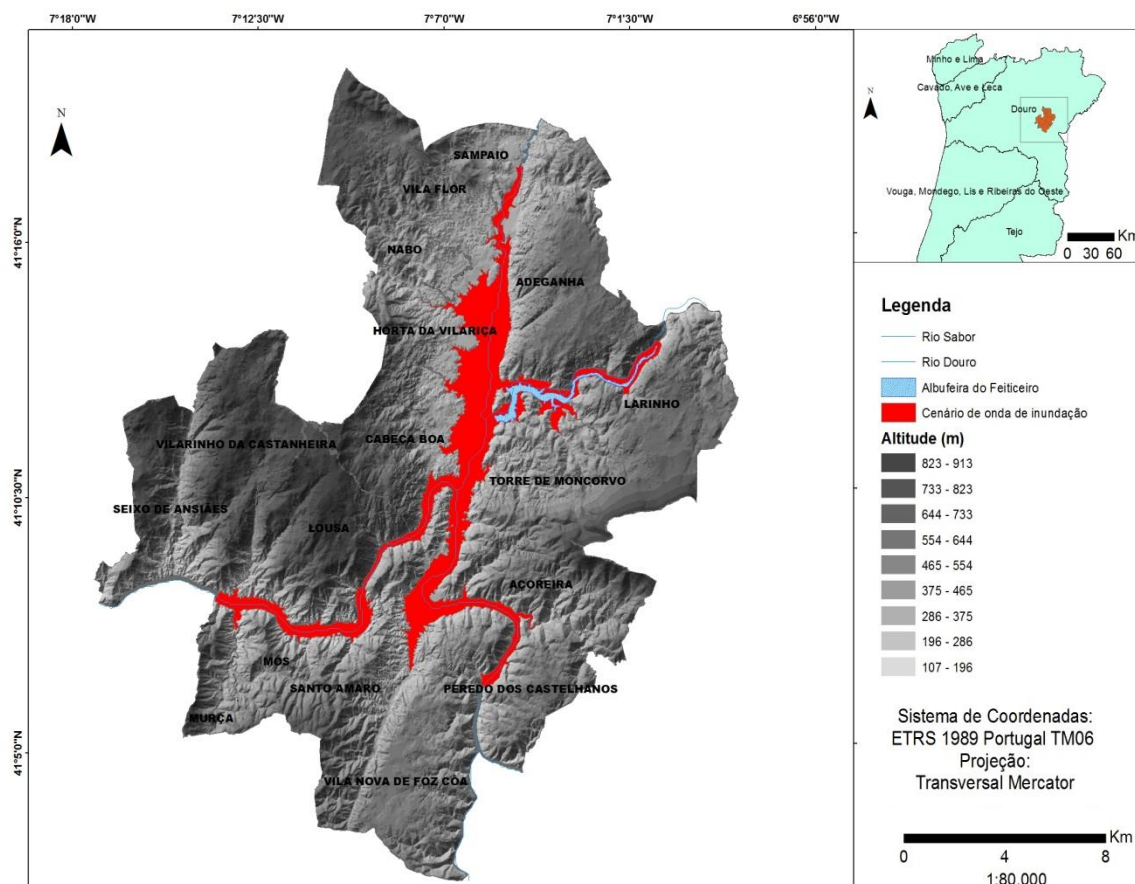 7°18'0"W
7°12'30"W
7°7'0"W
7°1'30"W
6°56'0"W
41°16'0"N
41°10'30"N
41°5'0"N
N
SAMPAIO
VILA FLOR
NABO
ADEGANHA
HORTA DA VILARIÇA
LARINHO
CABEÇA BOA
VILARINHO DA CASTANHEIRA
TORRE DE MONCORVO
SEIXO DE ANSIÃES
LOUSA
AÇOREIRA
MÓS
SANTO AMARO
PEREDO DOS CASTELHANOS
MURÇA
VILA NOVA DE FOZ CÔA
N
Minho e Lima
Cavado, Ave e Leca
Douro
Vouga, Mondego, Lis e Ribeiras do Oeste
Tejo
Km
0 30 60
Legenda
Rio Sabor
Rio Douro
Albufeira do Feiticeiro
Cenário de onda de inundação
Altitude (m)
823 - 913
733 - 823
644 - 733
554 - 644
465 - 554
375 - 465
286 - 375
196 - 286
107 - 196
Sistema de Coordenadas:
ETRS 1989 Portugal TM06
Projeção:
Transversal Mercator
Km
0 4 8
1:80.000